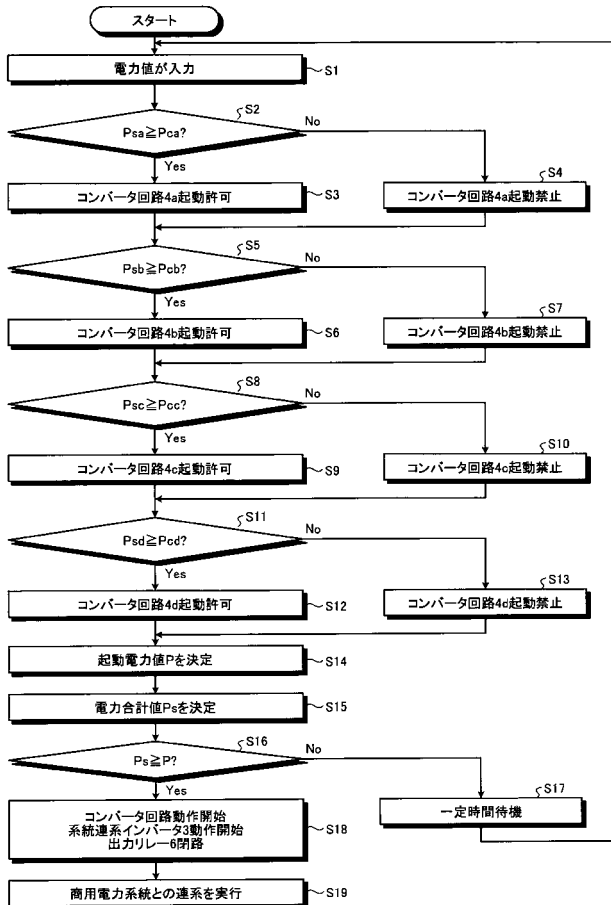 スタート
電力値が入力
S1
Psa≧Pca?
S2
No
Yes
コンバータ回路4a起動許可
S3
コンバータ回路4a起動禁止
S4
Psb≧Pcb?
S5
No
Yes
コンバータ回路4b起動許可
S6
コンバータ回路4b起動禁止
S7
Psc≧Pcc?
S8
No
Yes
コンバータ回路4c起動許可
S9
コンバータ回路4c起動禁止
S10
Psd≧Pcd?
S11
No
Yes
コンバータ回路4d起動許可
S12
コンバータ回路4d起動禁止
S13
起動電力値Pを決定
S14
電力合計値Psを決定
S15
Ps≧P?
S16
No
Yes
一定時間待機
S17
コンバータ回路動作開始
系統連系インバータ3動作開始
出力リレー6閉路
S18
商用電力系統との連系を実行
S19